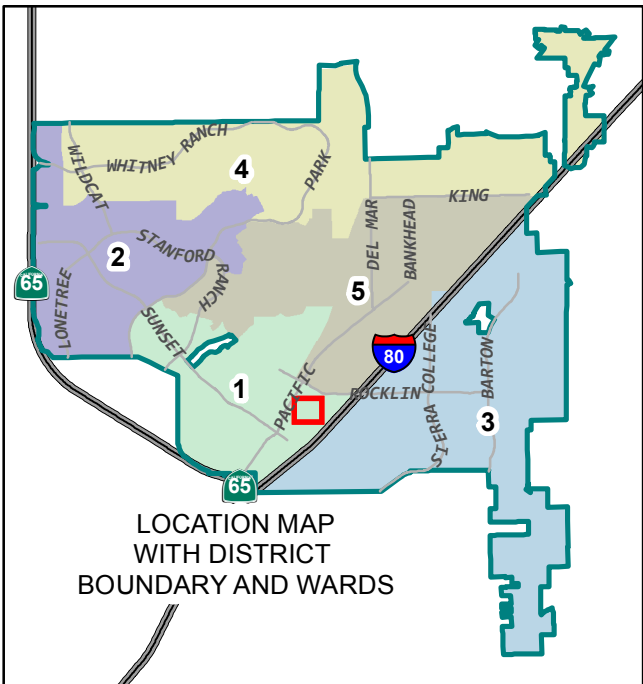 WHITNEY RANCH
WILDCAT
4
PARK
KING
DEL MAR
BANKHEAD
2
STANFORD
RANCH
65
LONETREE
SUNSET
5
80
1
PACIFIC
ROCKLIN
SIERRA COLLEGE
BARTON
3
65
LOCATION MAP
WITH DISTRICT
BOUNDARY AND WARDS